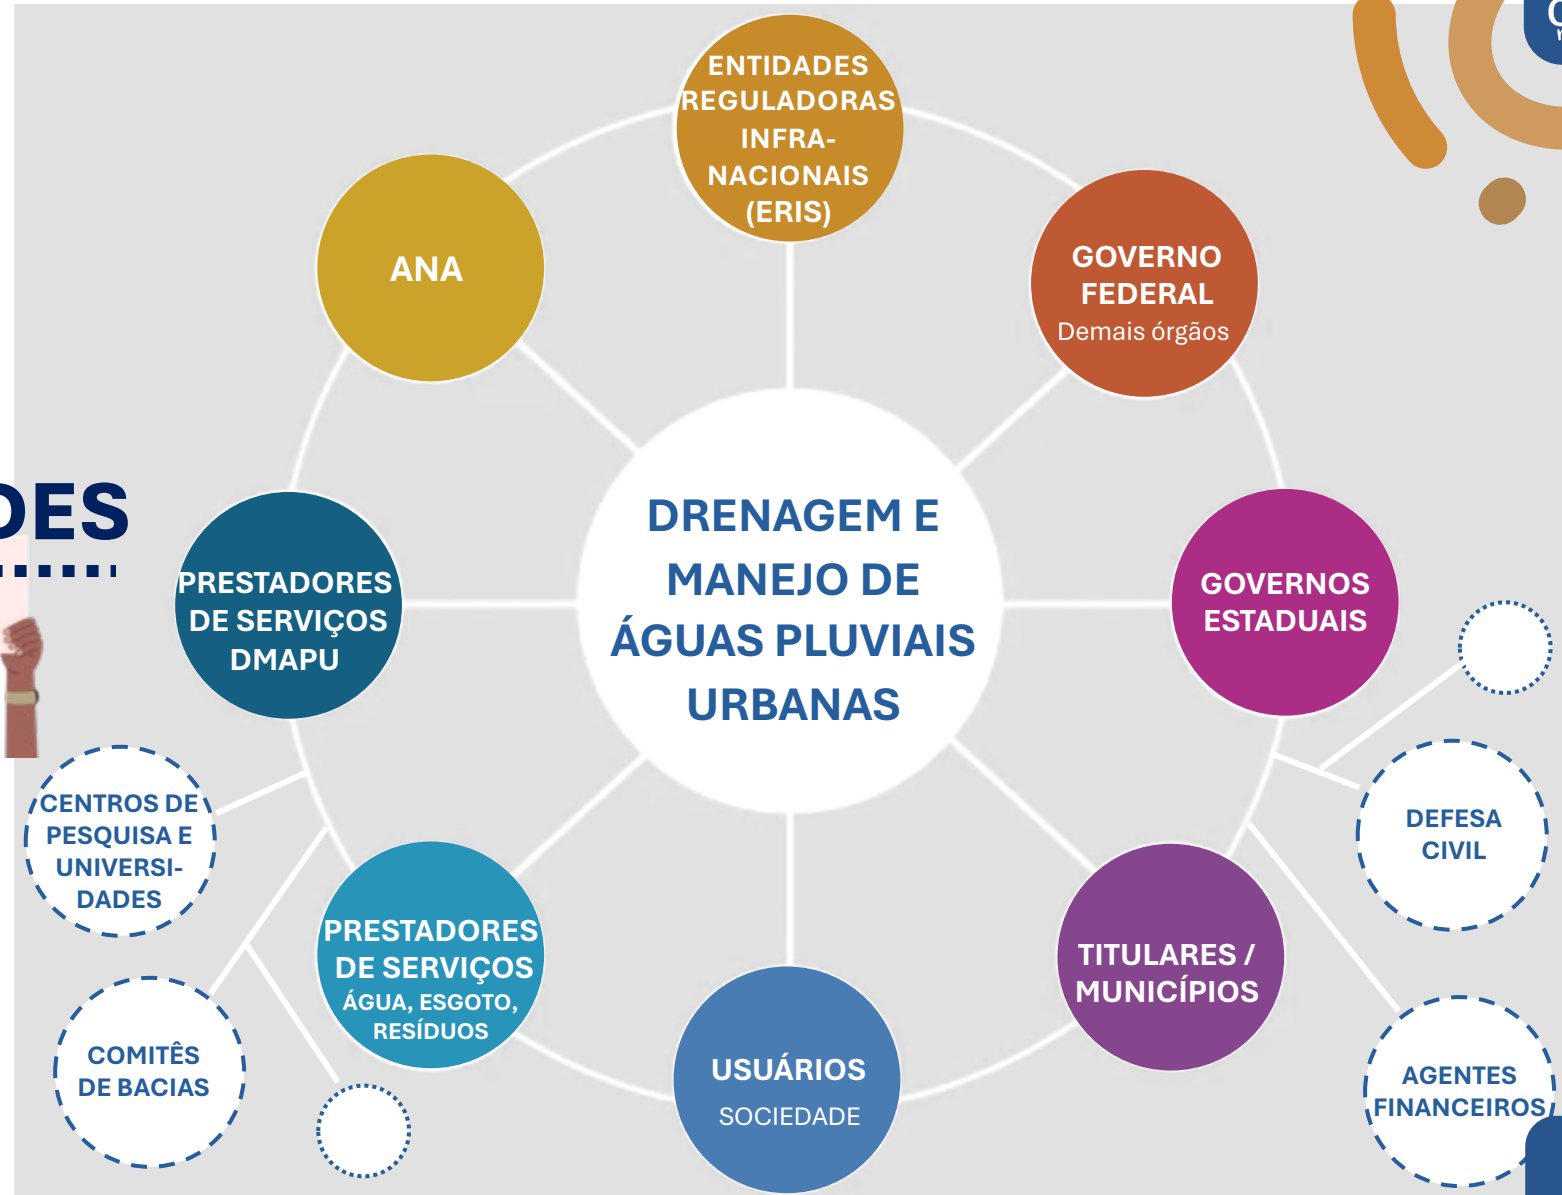 ENTIDADES
REGULADORAS
INFRA-
NACIONAIS
(ERIS)
ANA
GOVERNO
FEDERAL
Demais órgãos
DRENAGEM E
MANEJO DE
ÁGUAS PLUVIAIS
URBANAS
PRESTADORES
DE SERVIÇOS
DMAPU
GOVERNOS
ESTADUAIS
CENTROS DE
PESQUISA E
UNIVERSI-
DADES
DEFESA
CIVIL
PRESTADORES
DE SERVIÇOS
ÁGUA, ESGOTO,
RESÍDUOS
TITULARES /
MUNICÍPIOS
COMITÊS
DE BACIAS
USUÁRIOS
SOCIEDADE
AGENTES
FINANCEIROS